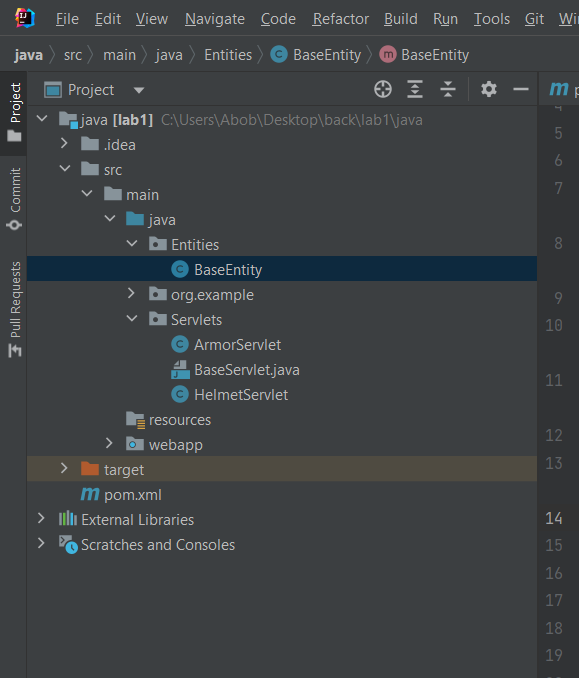 File Edit View Navigate Code Refactor Build Run Tools Git
java src main java Entities BaseEntity BaseEntity
Project
Project
Commit
Pull Requests
java [lab1] C:\Users\Abob\Desktop\back\lab1\java
.idea
src
main
java
Entities
BaseEntity
org.example
Servlets
ArmorServlet
BaseServlet.java
HelmetServlet
resources
webapp
target
pom.xml
External Libraries
Scratches and Consoles
5
6
7
8
9
10
11
12
13
14
15
16
17
18
19